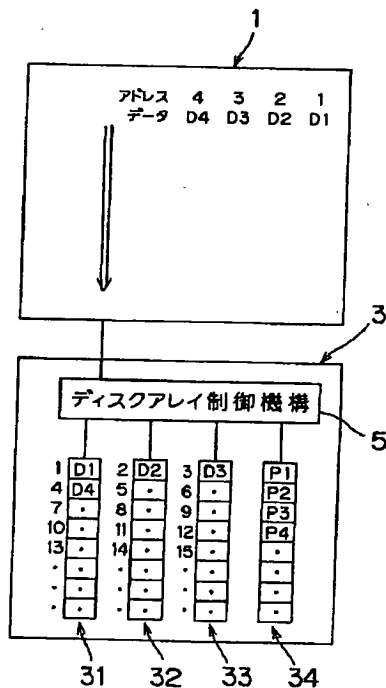 1
アドレス 4 3 2 1
データ D4 D3 D2 D1
3
ディスクアレイ制御機構
5
1 D1 2 D2 3 D3 P1
4 D4 5 ・ 6 ・ P2
7 ・ 8 ・ 9 ・ P3
10 ・ 11 ・ 12 ・ P4
13 ・ 14 ・ 15 ・ ・
・ ・ ・ ・ ・ ・ ・
・ ・ ・ ・ ・ ・ ・
・ ・ ・ ・ ・ ・ ・
31 32 33 34